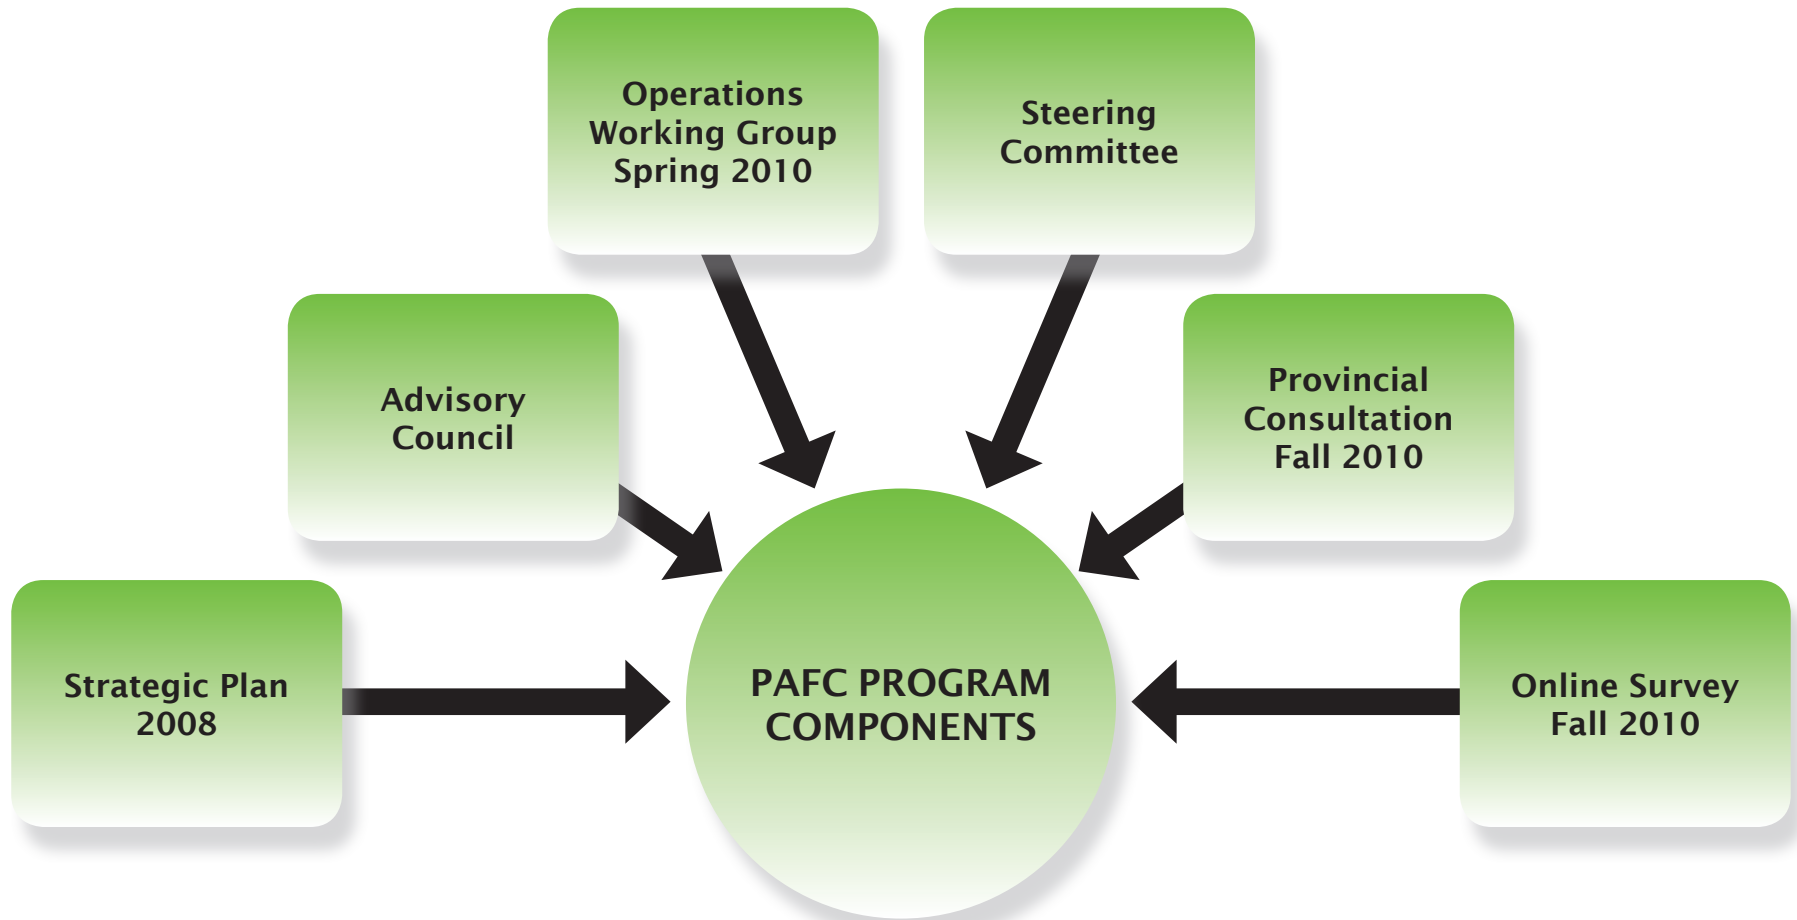 Operations
Working Group
Spring 2010
Steering
Committee
Advisory
Council
Provincial
Consultation
Fall 2010
Strategic Plan
2008
PAFC PROGRAM
COMPONENTS
Online Survey
Fall 2010